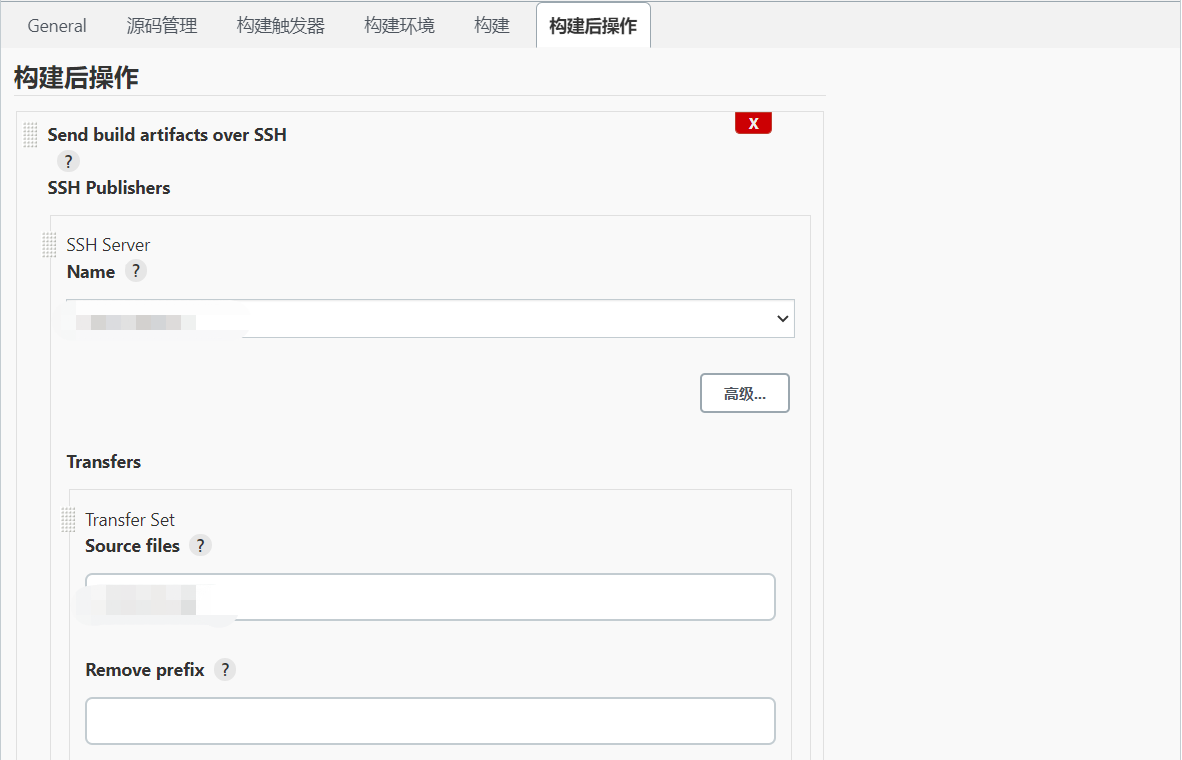 General 源码管理 构建触发器 构建环境 构建 构建后操作
构建后操作
Send build artifacts over SSH
X
?
SSH Publishers
SSH Server
Name ?
高级...
Transfers
Transfer Set
Source files ?
Remove prefix ?